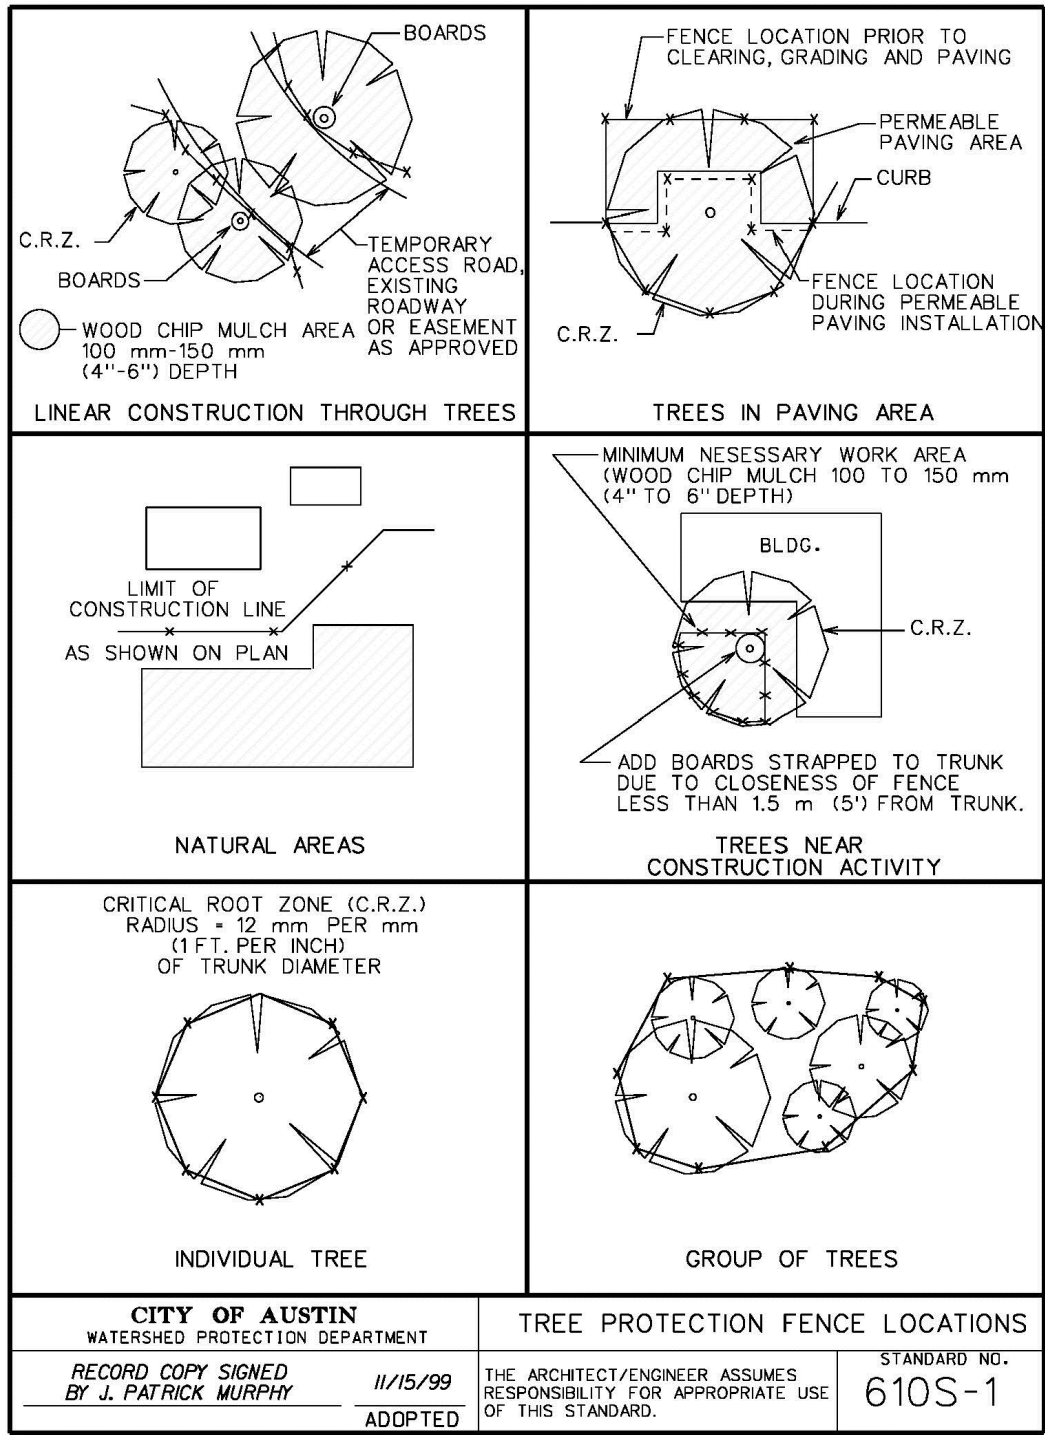 BOARDS
C.R.Z.
BOARDS
TEMPORARY
ACCESS ROAD,
EXISTING
ROADWAY
OR EASEMENT
AS APPROVED
WOOD CHIP MULCH AREA
100 mm-150 mm
(4"-6") DEPTH
LINEAR CONSTRUCTION THROUGH TREES
FENCE LOCATION PRIOR TO
CLEARING, GRADING AND PAVING
PERMEABLE
PAVING AREA
CURB
FENCE LOCATION
DURING PERMEABLE
PAVING INSTALLATION
C.R.Z.
TREES IN PAVING AREA
LIMIT OF
CONSTRUCTION LINE
AS SHOWN ON PLAN
NATURAL AREAS
MINIMUM NESESSARY WORK AREA
(WOOD CHIP MULCH 100 TO 150 mm
(4" TO 6" DEPTH)
BLDG.
C.R.Z.
ADD BOARDS STRAPPED TO TRUNK
DUE TO CLOSENESS OF FENCE
LESS THAN 1.5 m (5') FROM TRUNK.
TREES NEAR
CONSTRUCTION ACTIVITY
CRITICAL ROOT ZONE (C.R.Z.)
RADIUS = 12 mm PER mm
(1 FT. PER INCH)
OF TRUNK DIAMETER
INDIVIDUAL TREE
GROUP OF TREES
CITY OF AUSTIN
WATERSHED PROTECTION DEPARTMENT
TREE PROTECTION FENCE LOCATIONS
RECORD COPY SIGNED
BY J. PATRICK MURPHY
11/15/99
ADOPTED
THE ARCHITECT/ENGINEER ASSUMES
RESPONSIBILITY FOR APPROPRIATE USE
OF THIS STANDARD.
STANDARD NO.
610S-1